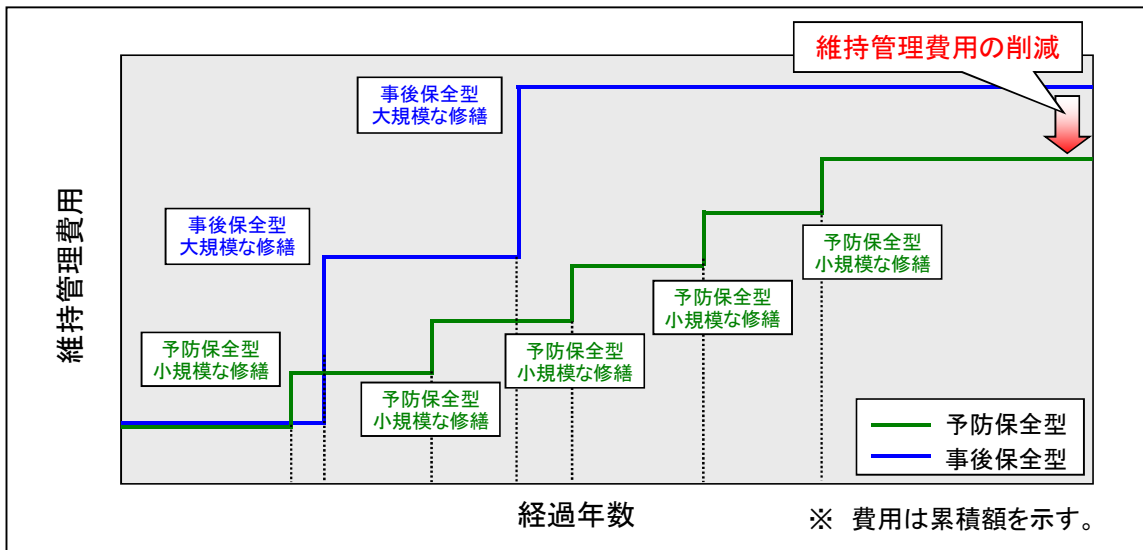 維持管理費用の削減
事後保全型
大規模な修繕
事後保全型
大規模な修繕
予防保全型
小規模な修繕
予防保全型
小規模な修繕
予防保全型
小規模な修繕
予防保全型
小規模な修繕
予防保全型
小規模な修繕
維持管理費用
予防保全型
事後保全型
経過年数
※ 費用は累積額を示す。